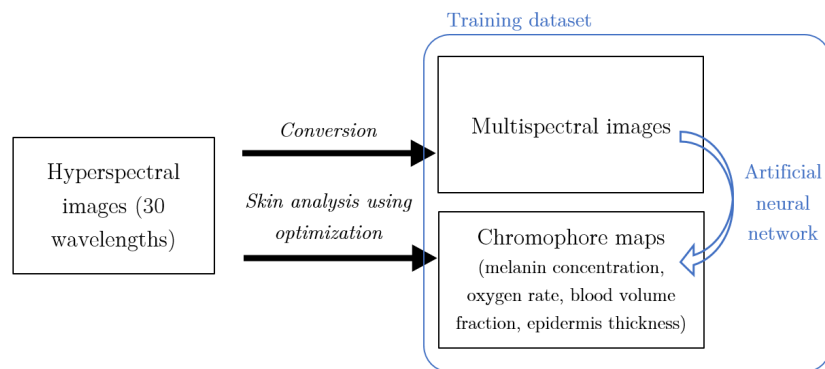 Training dataset
Conversion
Multispectral images
Hyperspectral
images (30
wavelengths)
Skin analysis using
optimization
Artificial
neural
network
Chromophore maps
(melanin concentration,
oxygen rate, blood volume
fraction, epidermis thickness)